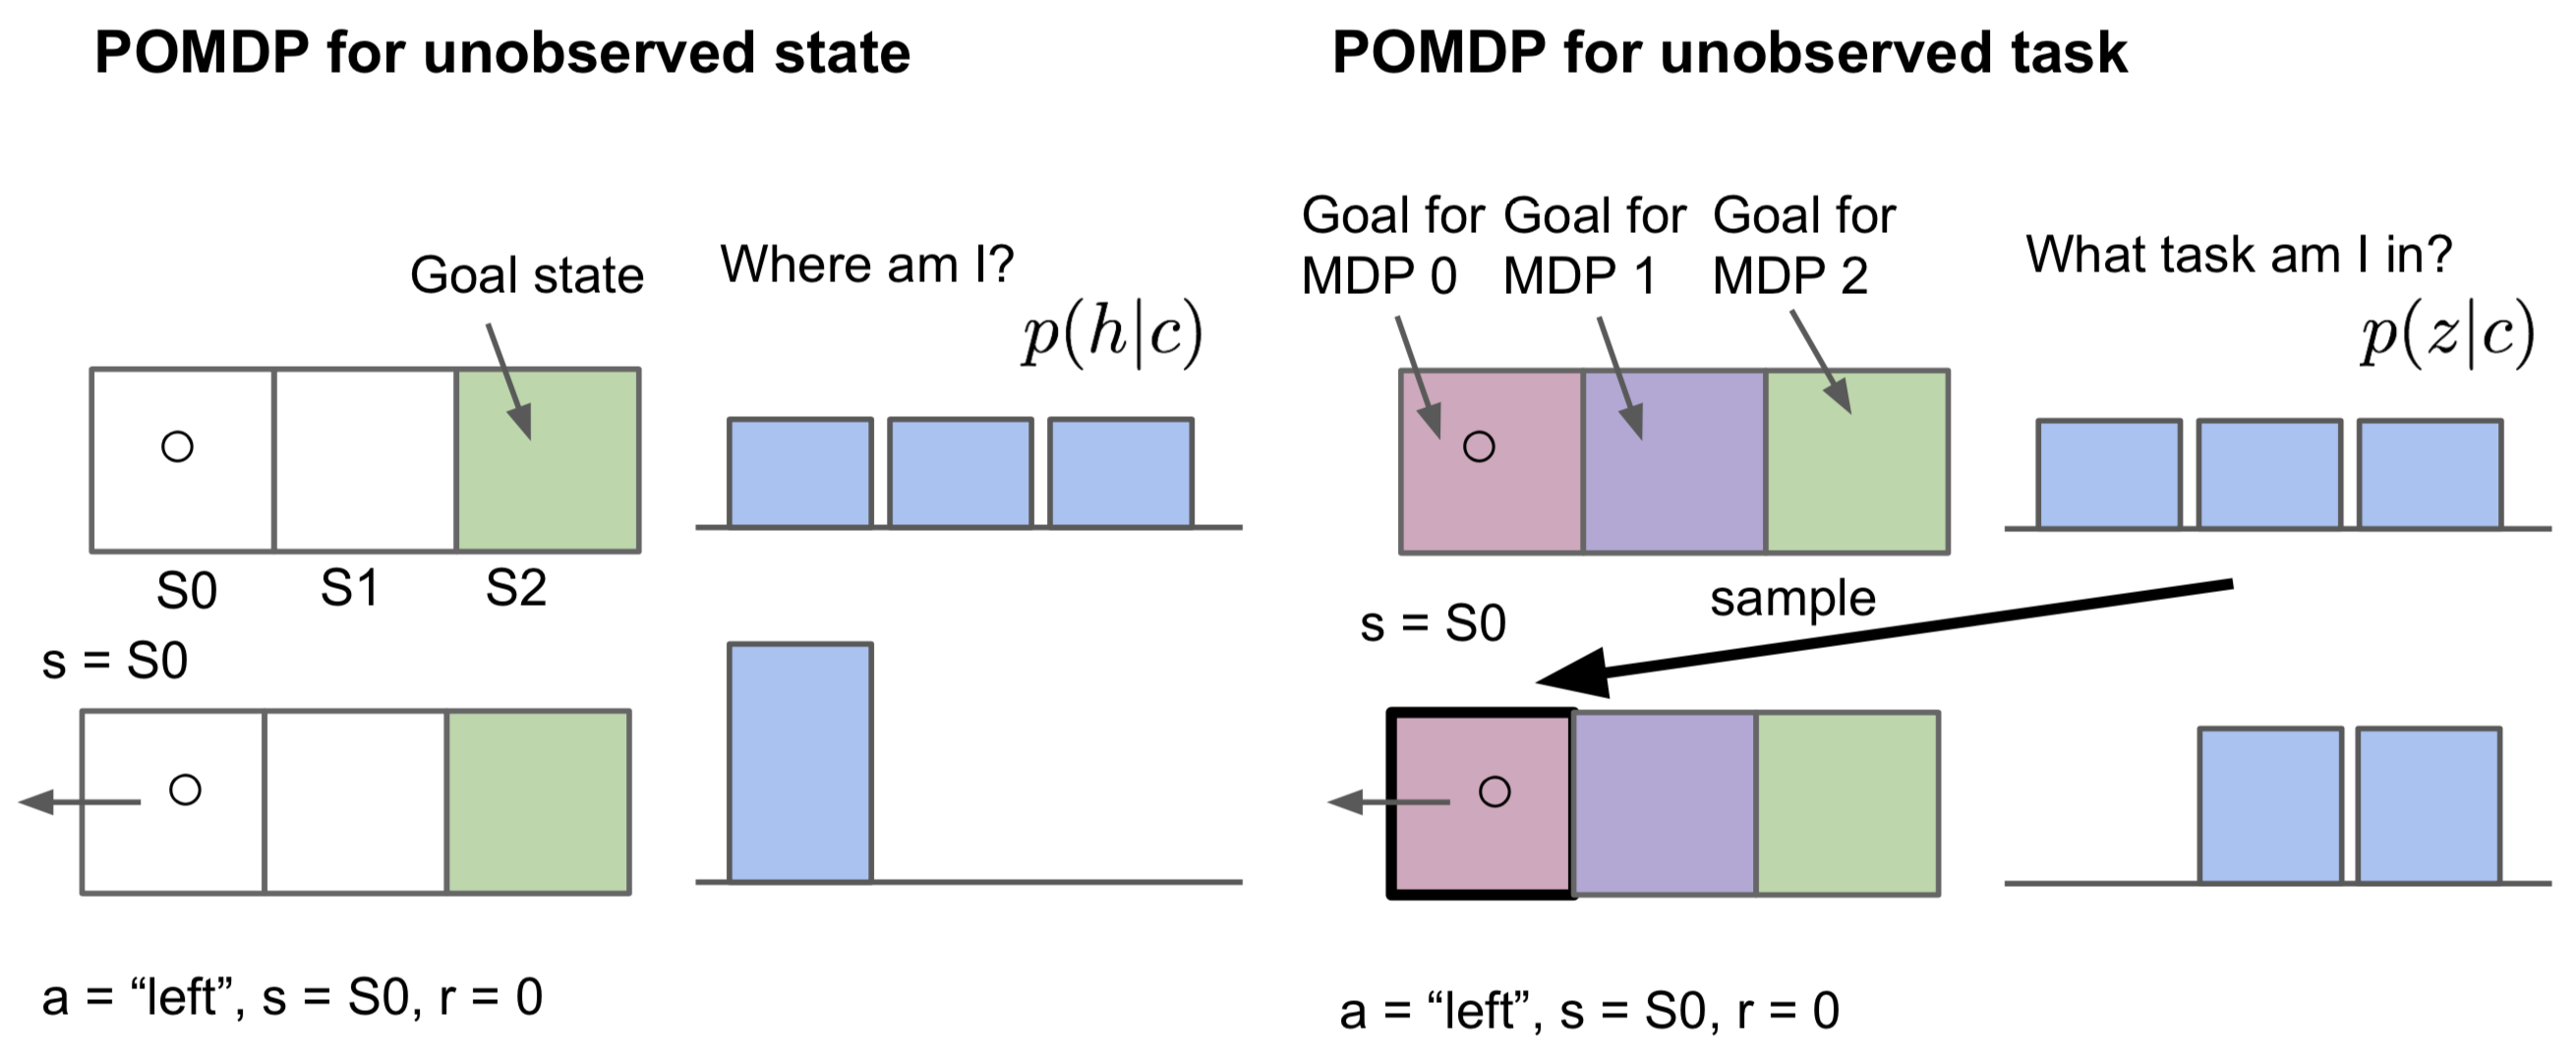 POMDP for unobserved state
Goal state
Where am I?
p(h|c)
S0 S1 S2
s = S0
a = “left”, s = S0, r = 0
POMDP for unobserved task
Goal for MDP 0
Goal for MDP 1
Goal for MDP 2
What task am I in?
p(z|c)
s = S0
sample
a = “left”, s = S0, r = 0